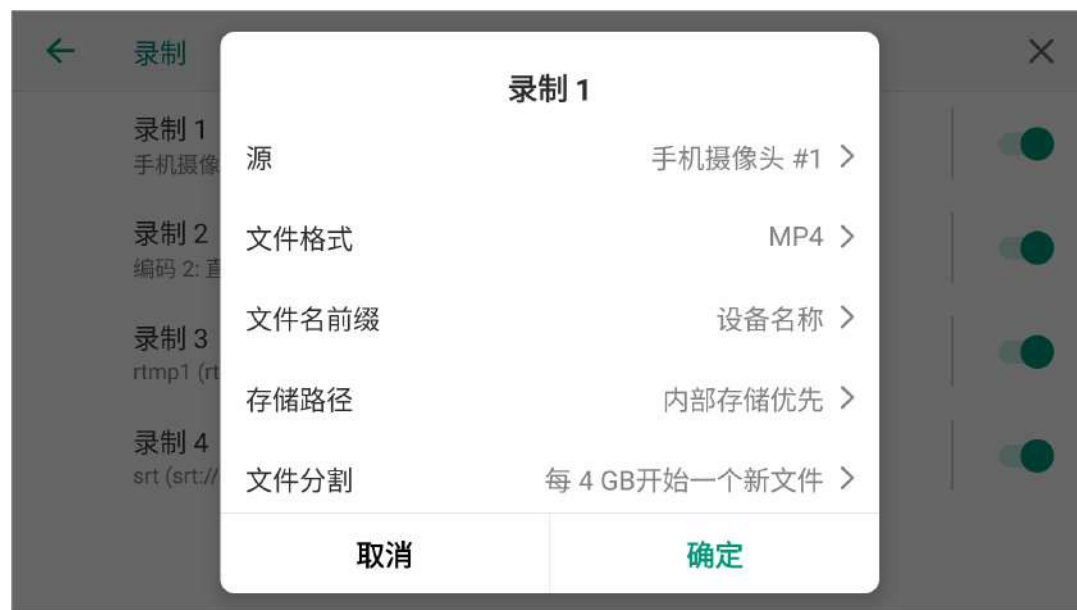 录制
录制 1
录制 1
手机摄像
源
手机摄像头 #1
录制 2
编码 2:
文件格式
MP4
文件名前缀
设备名称
录制 3
rtmp1 (rt
存储路径
内部存储优先
录制 4
srt (srt://
文件分割
每 4 GB开始一个新文件
取消
确定